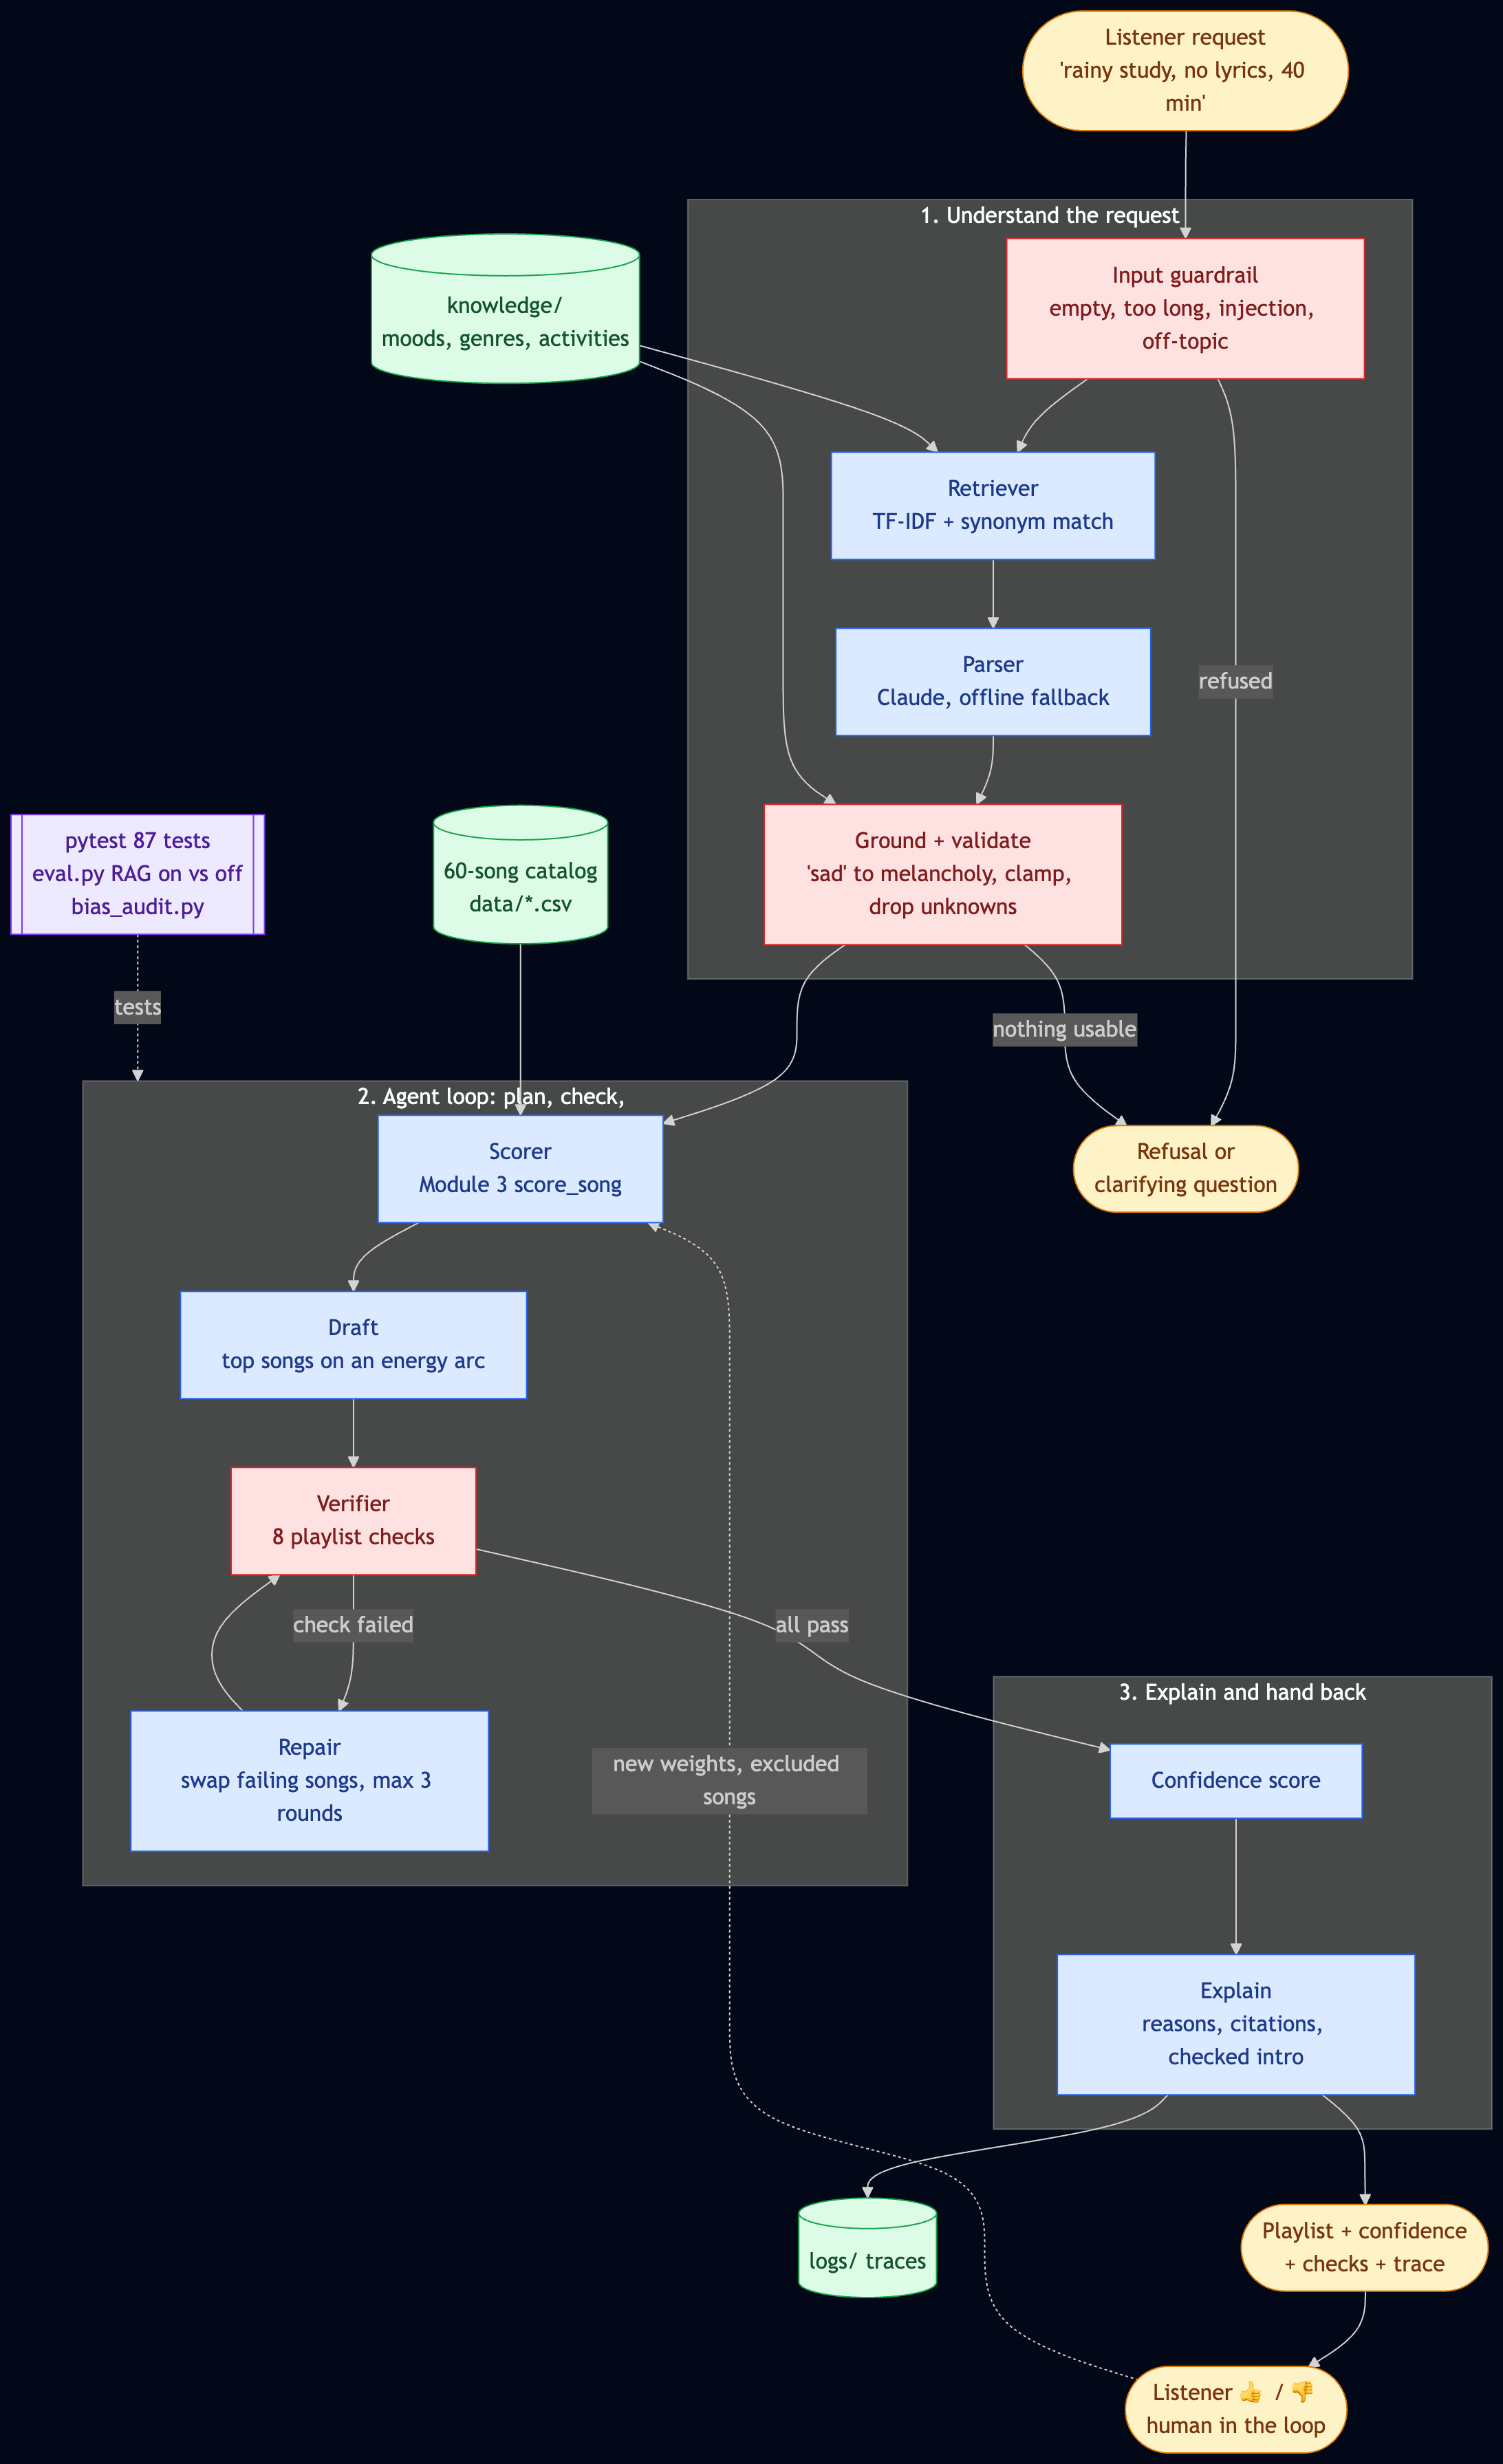 Listener request
'rainy study, no lyrics, 40
min'
1. Understand the request
Input guardrail
empty, too long, injection,
off-topic
knowledge/
moods, genres, activities
Retriever
TF-IDF + synonym match
Parser
Claude, offline fallback
refused
Ground + validate
'sad' to melancholy, clamp,
drop unknowns
pytest 87 tests
eval.py RAG on vs off
bias_audit.py
60-song catalog
data/*.csv
tests
nothing usable
2. Agent loop: plan, check,
Scorer
Module 3 score_song
Refusal or
clarifying question
Draft
top songs on an energy arc
Verifier
8 playlist checks
check failed
all pass
Repair
swap failing songs, max 3
rounds
new weights, excluded
songs
3. Explain and hand back
Confidence score
Explain
reasons, citations,
checked intro
logs/ traces
Playlist + confidence
+ checks + trace
Listener 👍 / 👎
human in the loop